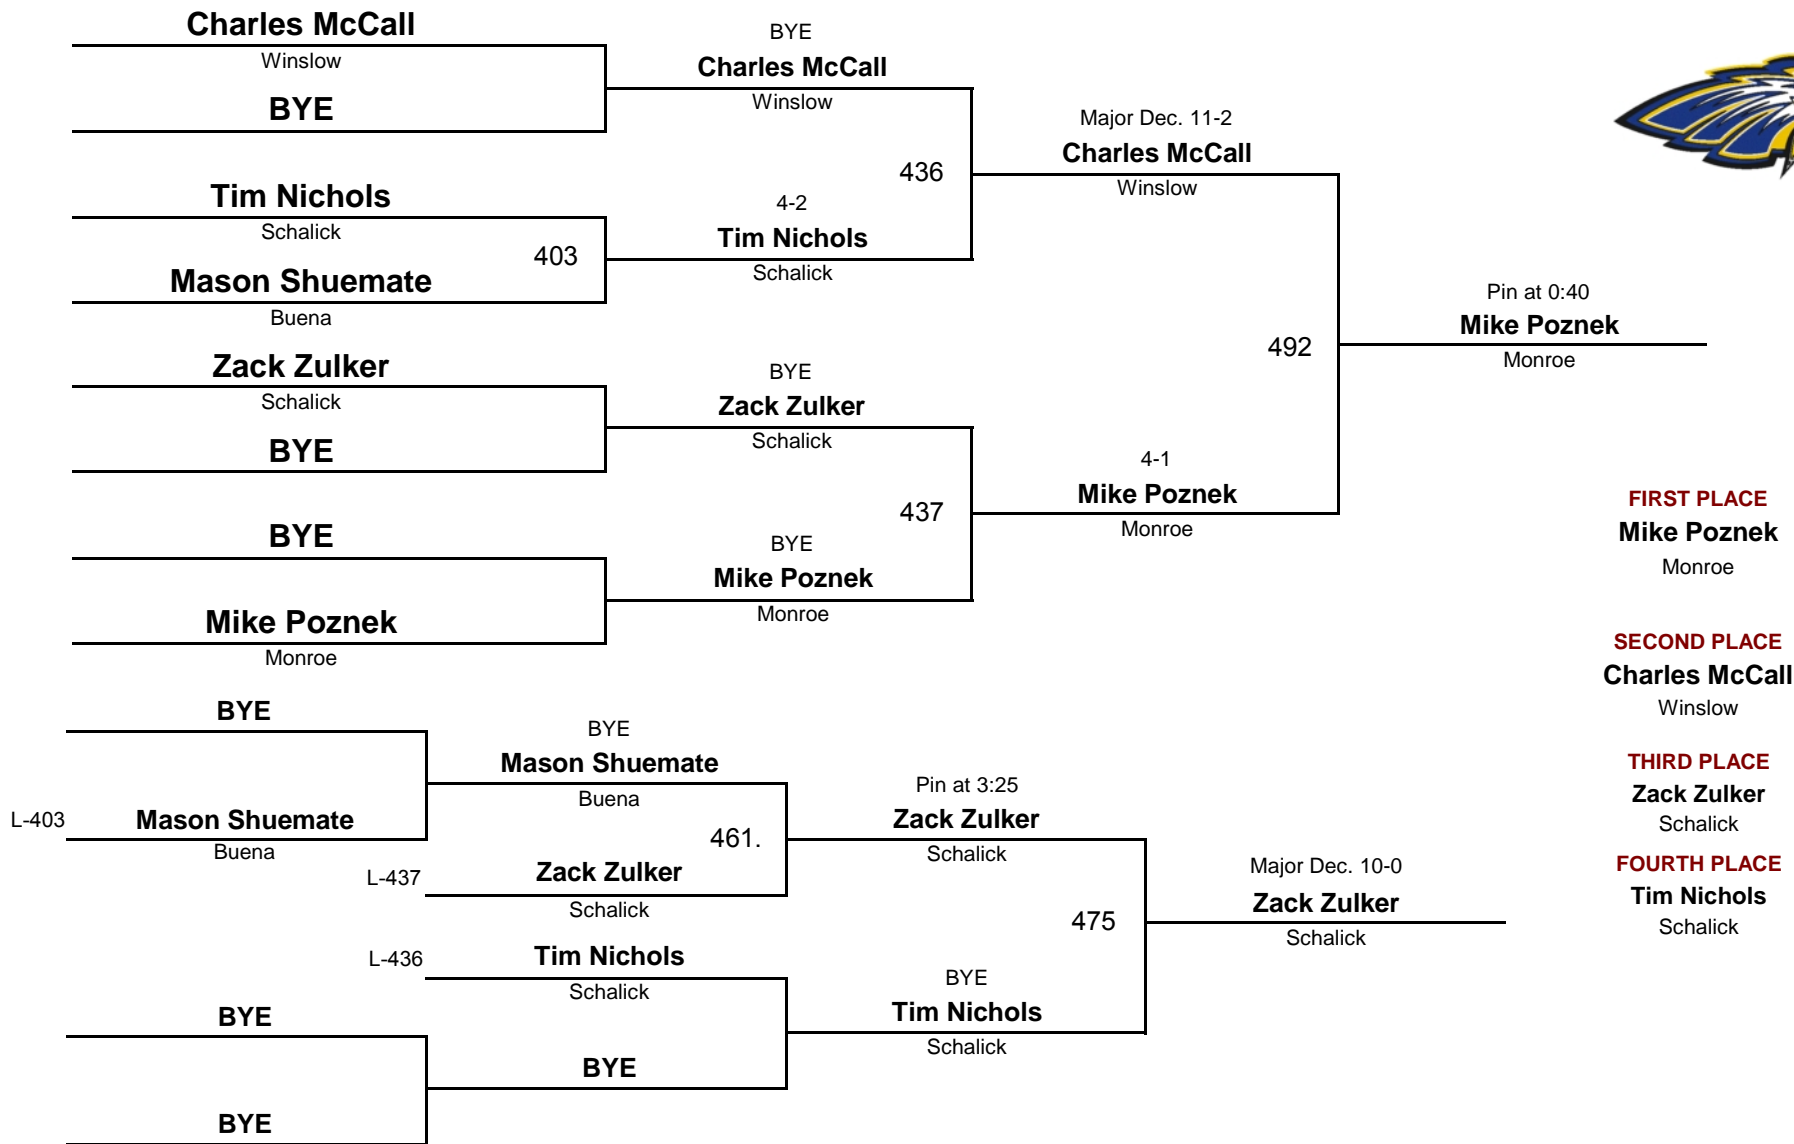 Charles McCall
Winslow
BYE
Tim Nichols
Schalick
403
Mason Shuemate
Buena
Zack Zulker
Schalick
BYE
BYE
Mike Poznek
Monroe
BYE
Charles McCall
Winslow
436
4-2
Tim Nichols
Schalick
BYE
Zack Zulker
Schalick
437
BYE
Mike Poznek
Monroe
Major Dec. 11-2
Charles McCall
Winslow
492
4-1
Mike Poznek
Monroe
Pin at 0:40
Mike Poznek
Monroe
FIRST PLACE
Mike Poznek
Monroe
SECOND PLACE
Charles McCall
Winslow
THIRD PLACE
Zack Zulker
Schalick
FOURTH PLACE
Tim Nichols
Schalick
BYE
L-403 Mason Shuemate
Buena
BYE
Mason Shuemate
Buena
461.
L-437 Zack Zulker
Schalick
L-436 Tim Nichols
Schalick
BYE
BYE
BYE
Pin at 3:25
Zack Zulker
Schalick
475
BYE
Tim Nichols
Schalick
Major Dec. 10-0
Zack Zulker
Schalick